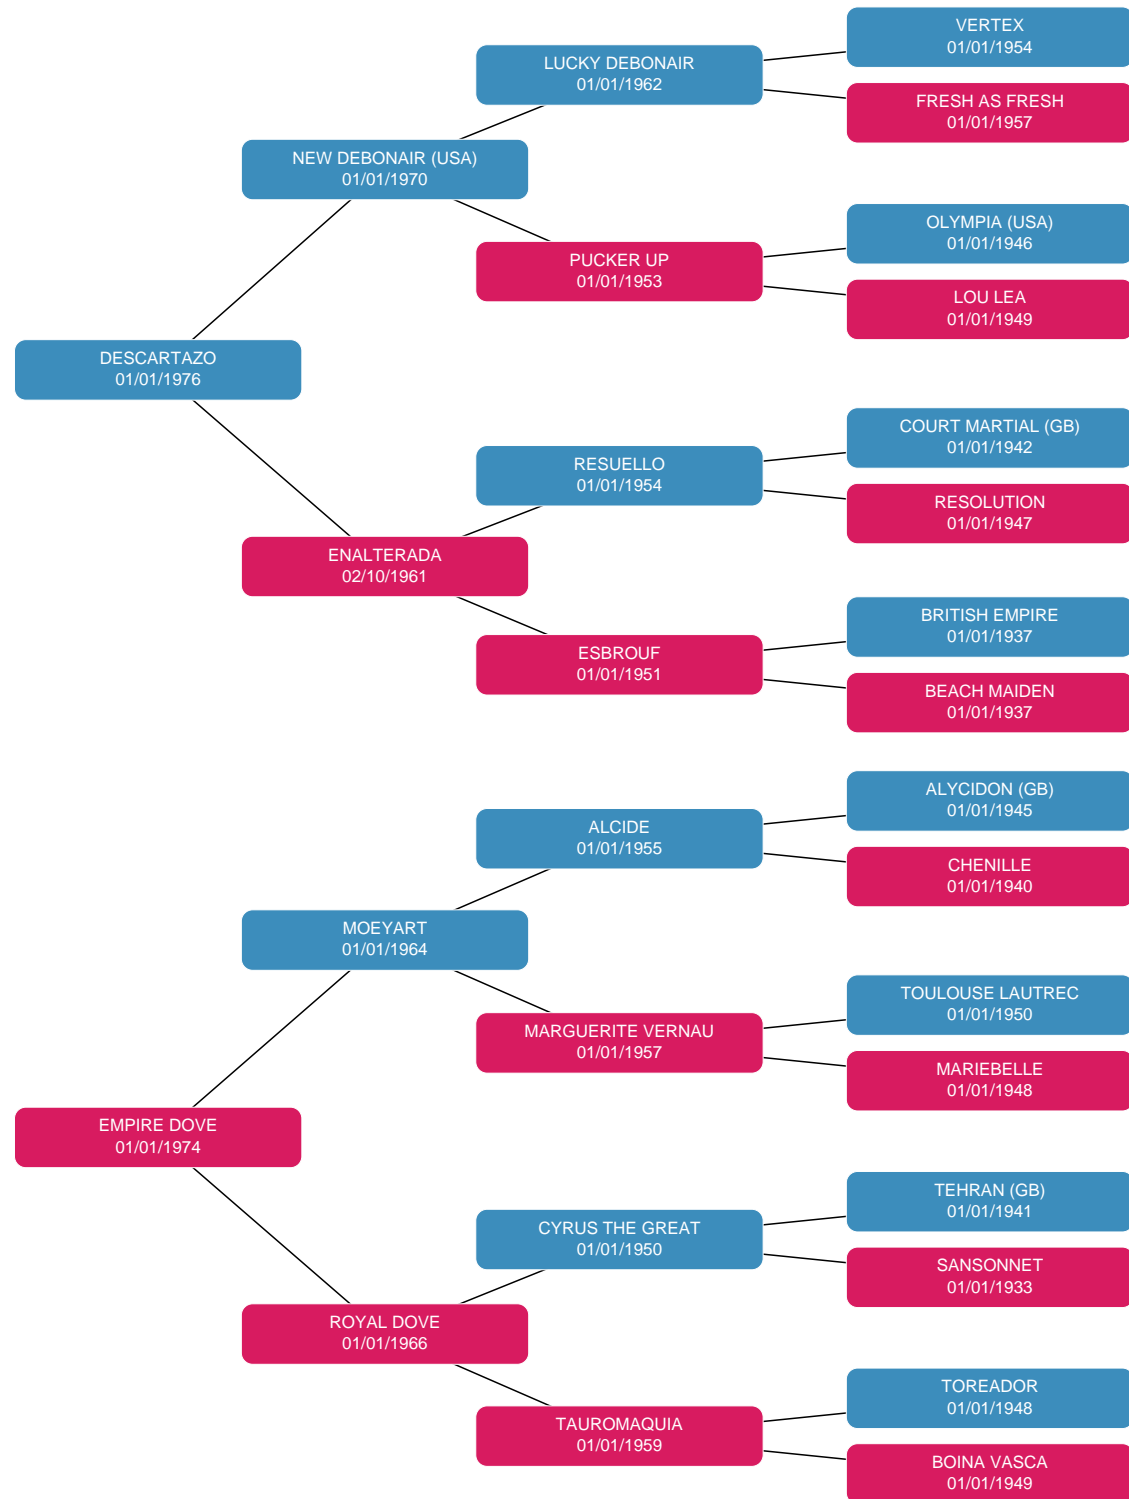 VERTEX
01/01/1954
LUCKY DEBONAIR
01/01/1962
FRESH AS FRESH
01/01/1957
NEW DEBONAIR (USA)
01/01/1970
OLYMPIA (USA)
01/01/1946
PUCKER UP
01/01/1953
LOU LEA
01/01/1949
DESCARTAZO
01/01/1976
COURT MARTIAL (GB)
01/01/1942
RESUELLO
01/01/1954
RESOLUTION
01/01/1947
ENALTERADA
02/10/1961
BRITISH EMPIRE
01/01/1937
ESBROUF
01/01/1951
BEACH MAIDEN
01/01/1937
ALYCIDON (GB)
01/01/1945
ALCIDE
01/01/1955
CHENILLE
01/01/1940
MOEYART
01/01/1964
TOULOUSE LAUTREC
01/01/1950
MARGUERITE VERNAU
01/01/1957
MARIEBELLE
01/01/1948
EMPIRE DOVE
01/01/1974
TEHRAN (GB)
01/01/1941
CYRUS THE GREAT
01/01/1950
SANSONNET
01/01/1933
ROYAL DOVE
01/01/1966
TOREADOR
01/01/1948
TAUROMAQUIA
01/01/1959
BOINA VASCA
01/01/1949